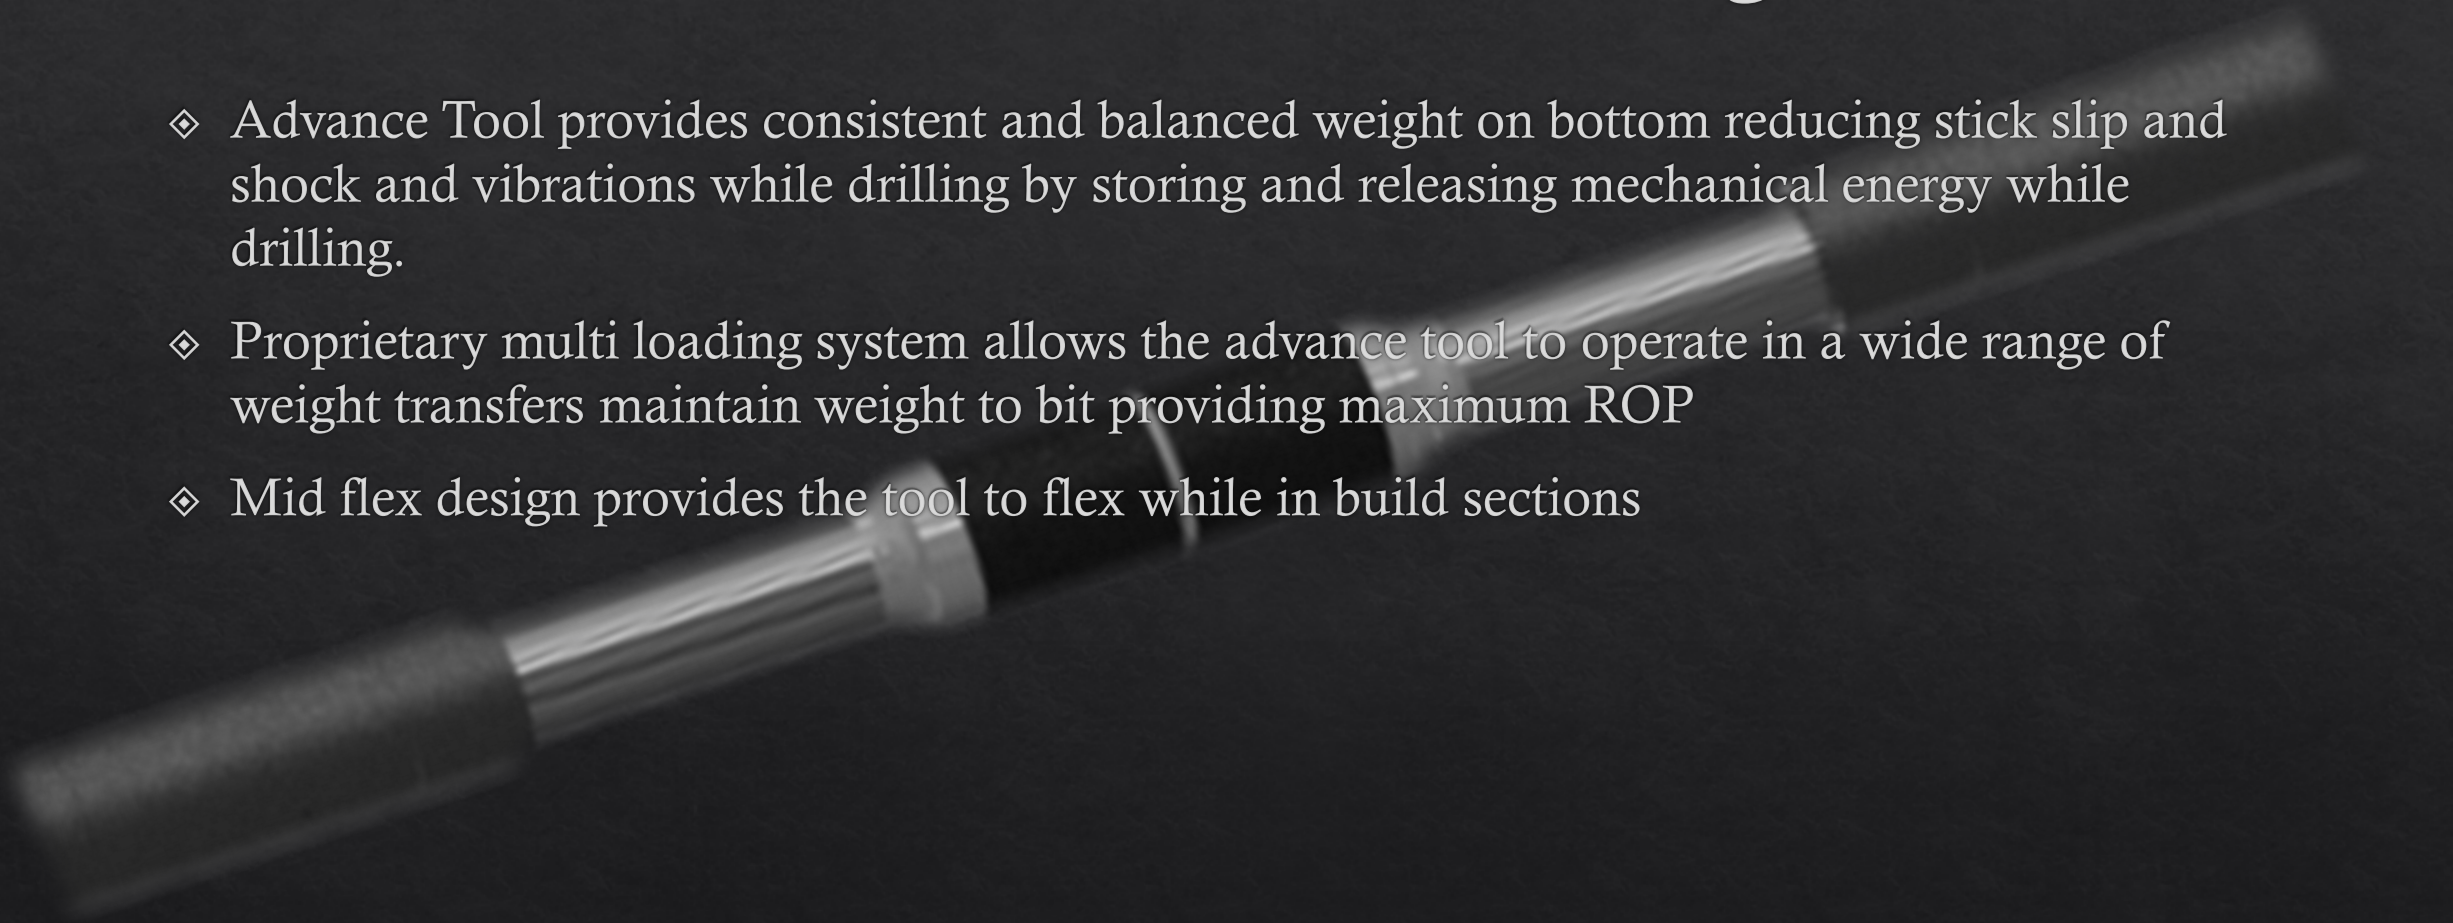 Advance Tool provides consistent and balanced weight on bottom reducing stick slip and
shock and vibrations while drilling by storing and releasing mechanical energy while
drilling.
Proprietary multi loading system allows the advance tool to operate in a wide range of
weight transfers maintain weight to bit providing maximum ROP
Mid flex design provides the tool to flex while in build sections